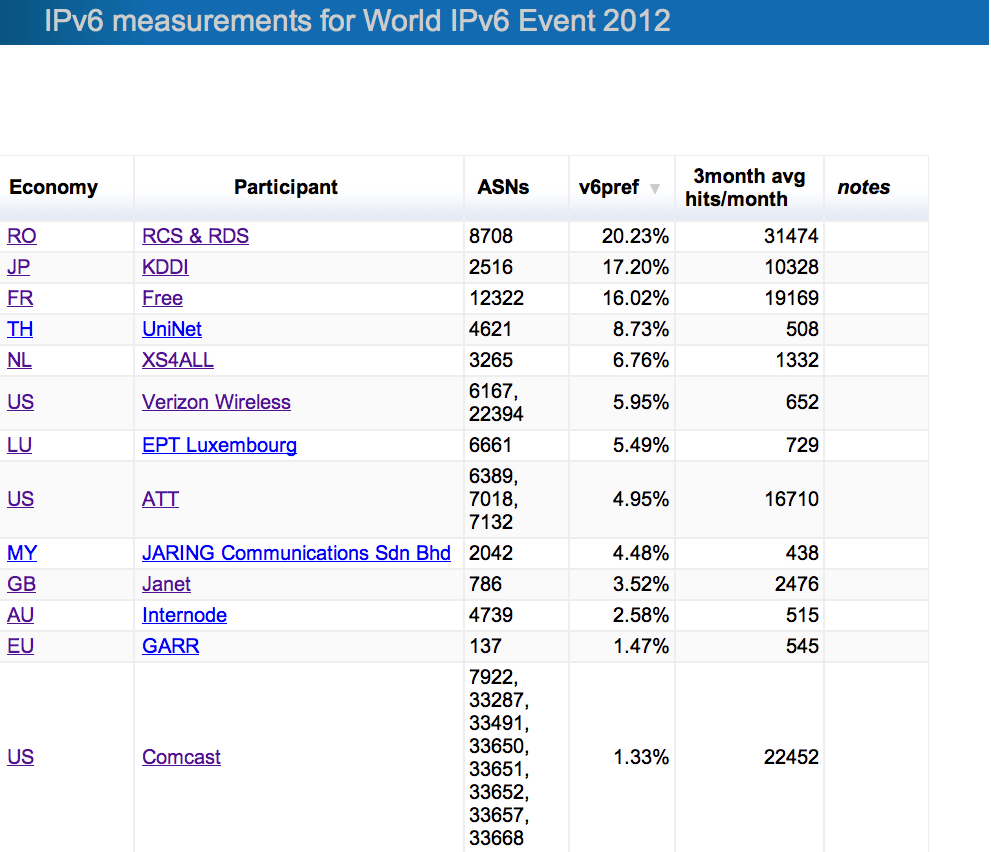 IPv6 measurements for World IPv6 Event 2012
Economy Participant ASNs v6pref 3month avg hits/month notes
RO RCS & RDS 8708 20.23% 31474
JP KDDI 2516 17.20% 10328
FR Free 12322 16.02% 19169
TH UniNet 4621 8.73% 508
NL XS4ALL 3265 6.76% 1332
US Verizon Wireless 6167, 22394 5.95% 652
LU EPT Luxembourg 6661 5.49% 729
US ATT 6389, 7018, 7132 4.95% 16710
MY JARING Communications Sdn Bhd 2042 4.48% 438
GB Janet 786 3.52% 2476
AU Internode 4739 2.58% 515
EU GARR 137 1.47% 545
US Comcast 7922, 33287, 33491, 33650, 33651, 33652, 33657, 33668 1.33% 22452